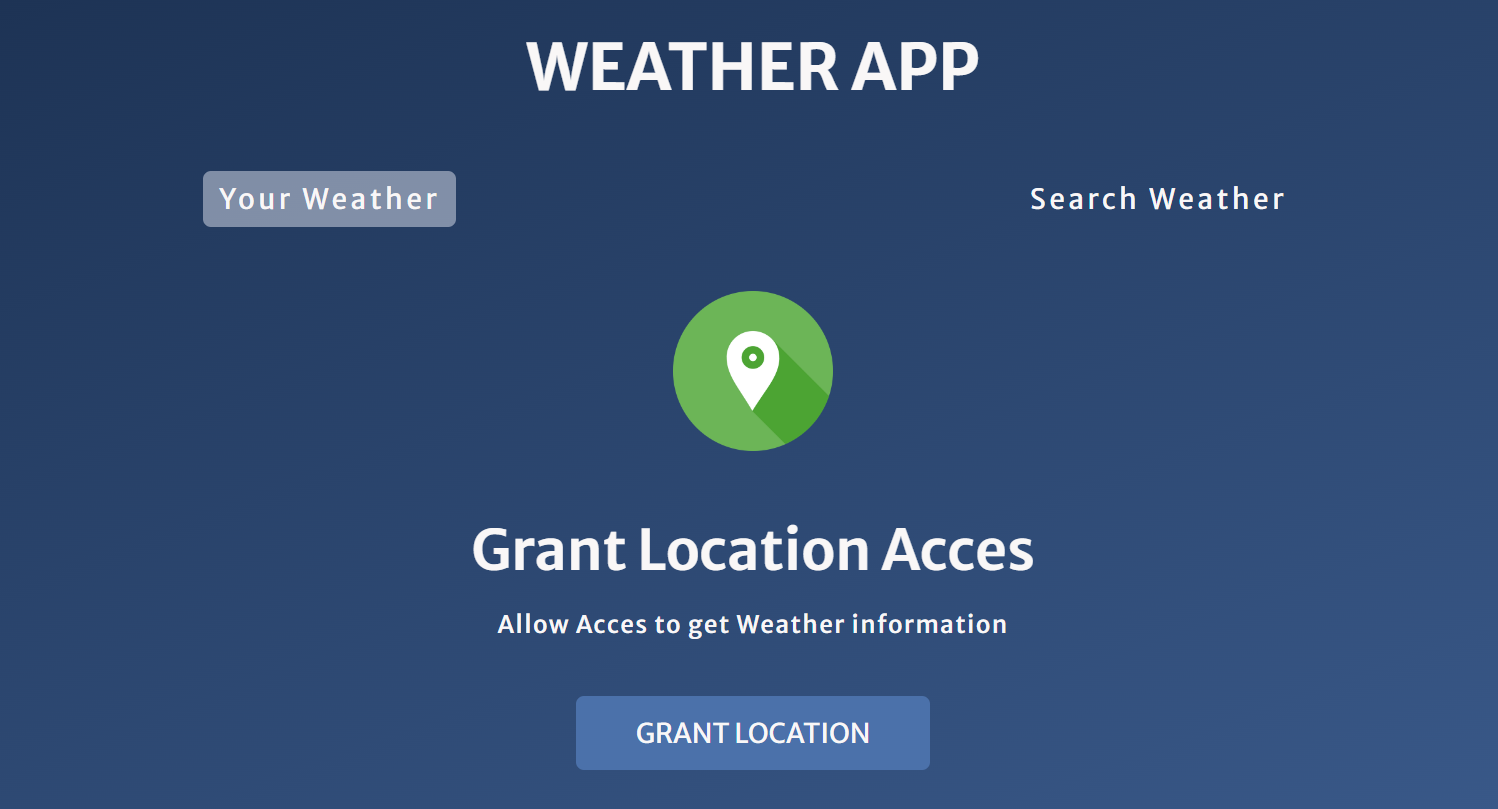 WEATHER APP
Your Weather
Search Weather
Grant Location Acces
Allow Acces to get Weather information
GRANT LOCATION